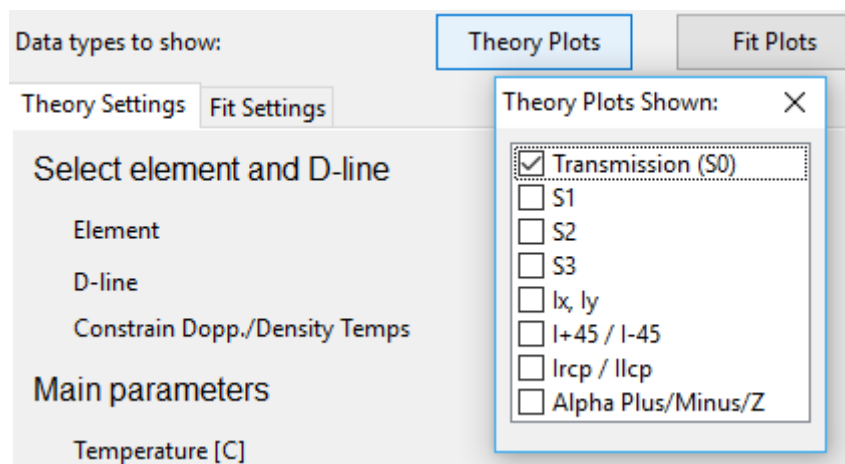 Data types to show:
Theory Plots
Fit Plots
Theory Settings
Fit Settings
Theory Plots Shown:
Select element and D-line
Element
D-line
Constrain Dopp./Density Temps
Main parameters
Temperature [C]
Transmission (S0)
S1
S2
S3
Ix, Iy
I+45 / I-45
Ircp / Ilcp
Alpha Plus/Minus/Z